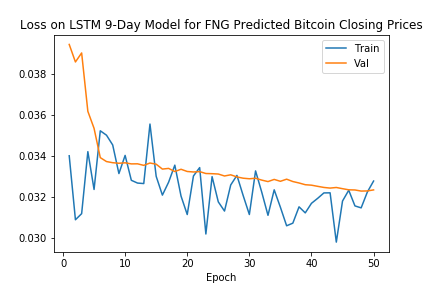 Loss on LSTM 9-Day Model for FNG Predicted Bitcoin Closing Prices
Train
Val
0.038
0.036
0.034
0.032
0.030
0 10 20 30 40 50
Epoch